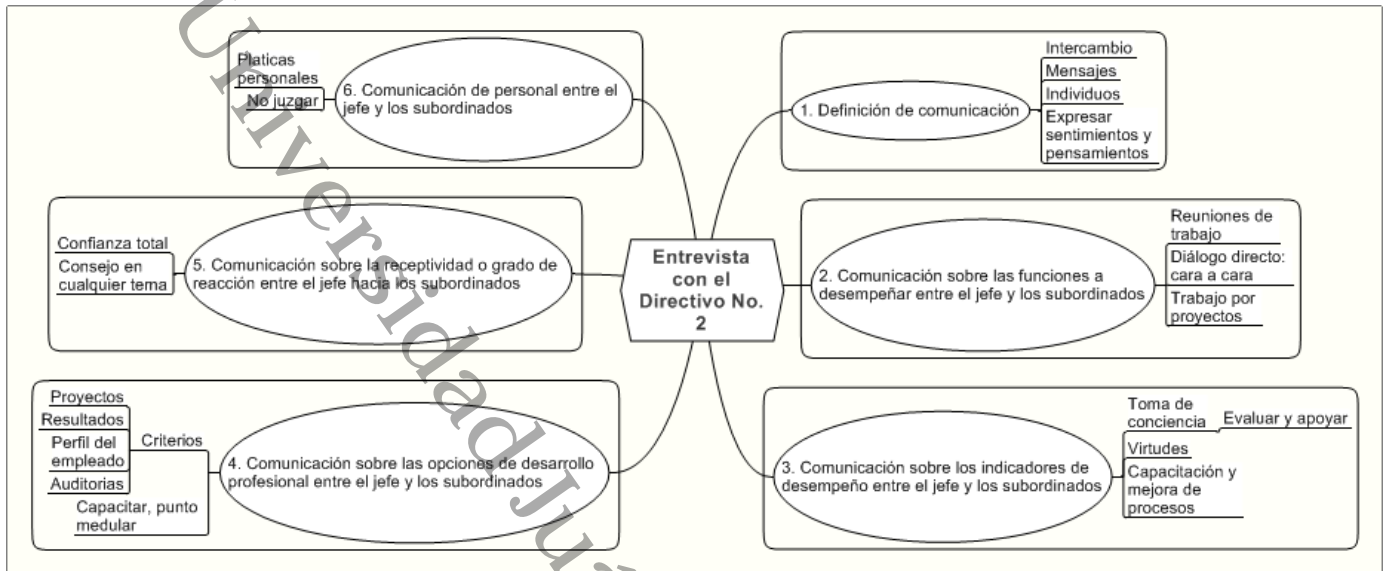 Entrevista
con el
Directivo No.
2
1. Definición de comunicación
Intercambio
Mensajes
Individuos
Expresar
sentimientos y
pensamientos
2. Comunicación sobre las funciones a
desempeñar entre el jefe y los subordinados
Reuniones de
trabajo
Diálogo directo:
cara a cara
Trabajo por
proyectos
3. Comunicación sobre los indicadores de
desempeño entre el jefe y los subordinados
Toma de
conciencia
Evaluar y apoyar
Virtudes
Capacitación y
mejora de
procesos
4. Comunicación sobre las opciones de desarrollo
profesional entre el jefe y los subordinados
Criterios
Proyectos
Resultados
Perfil del
empleado
Auditorias
Capacitar, punto
medular
5. Comunicación sobre la receptividad o grado de
reacción entre el jefe hacia los subordinados
Confianza total
Consejo en
cualquier tema
6. Comunicación de personal entre el
jefe y los subordinados
Platicas
personales
No juzgar
Universidad Juá